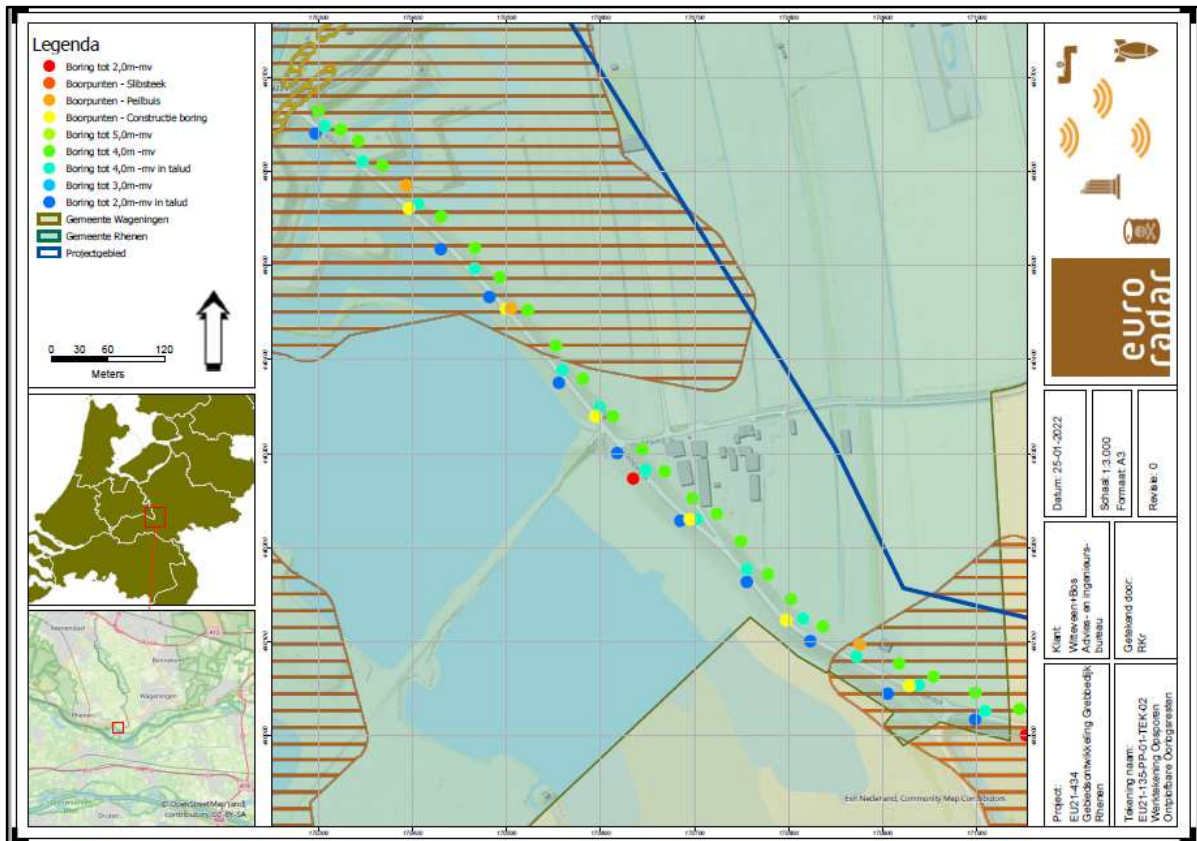 Legenda
Boring tot 2,0m-mv
Boorpunten - Slibsteek
Boorpunten - Peilbuis
Boorpunten - Constructie boring
Boring tot 5,0m-mv
Boring tot 4,0m -mv
Boring tot 4,0m -mv in talud
Boring tot 3,0m-mv
Boring tot 2,0m-mv in talud
Gemeente Wageningen
Gemeente Rhenen
Projectgebied
0 30 60 120
Meters
Veenendaal
Bennekom
Wageningen
Rhenen
Druten
© OpenStreetMap (and)
contributors, CC-BY-SA
Esri Nederland, Community Map Contributors
euro
radar
Datum: 25-01-2022
Schaal: 1:3.000
Formaat: A3
Revisie: 0
Klant:
Witteveen+Bos
Advies- en ingenieurs-
bureau
Getekend door:
RKr
Project:
EU21-434
Gebiedsontwikkeling Grebbedijk
Rhenen
Tekening naam:
EU21-135-PP-01-TEK-02
Werktekening Opsporen
Ontplofbare Oorlogsresten